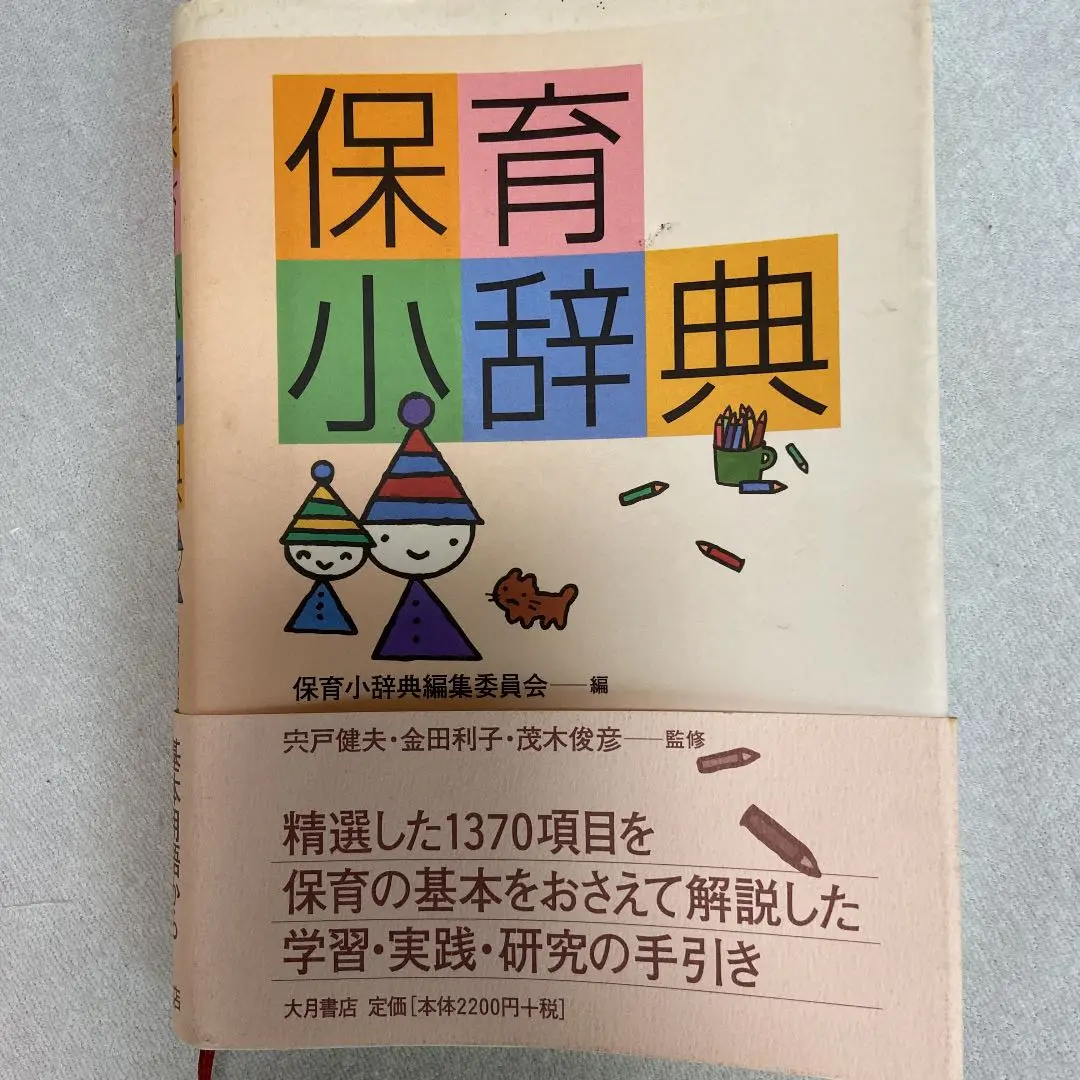 保育
小辞典
保育小辞典編集委員会──編
宍戸健夫・金田利子・茂木俊彦──監修
精選した1370項目を
保育の基本をおさえて解説した
学習・実践・研究の手引き
大月書店 定価[本体2200円+税]